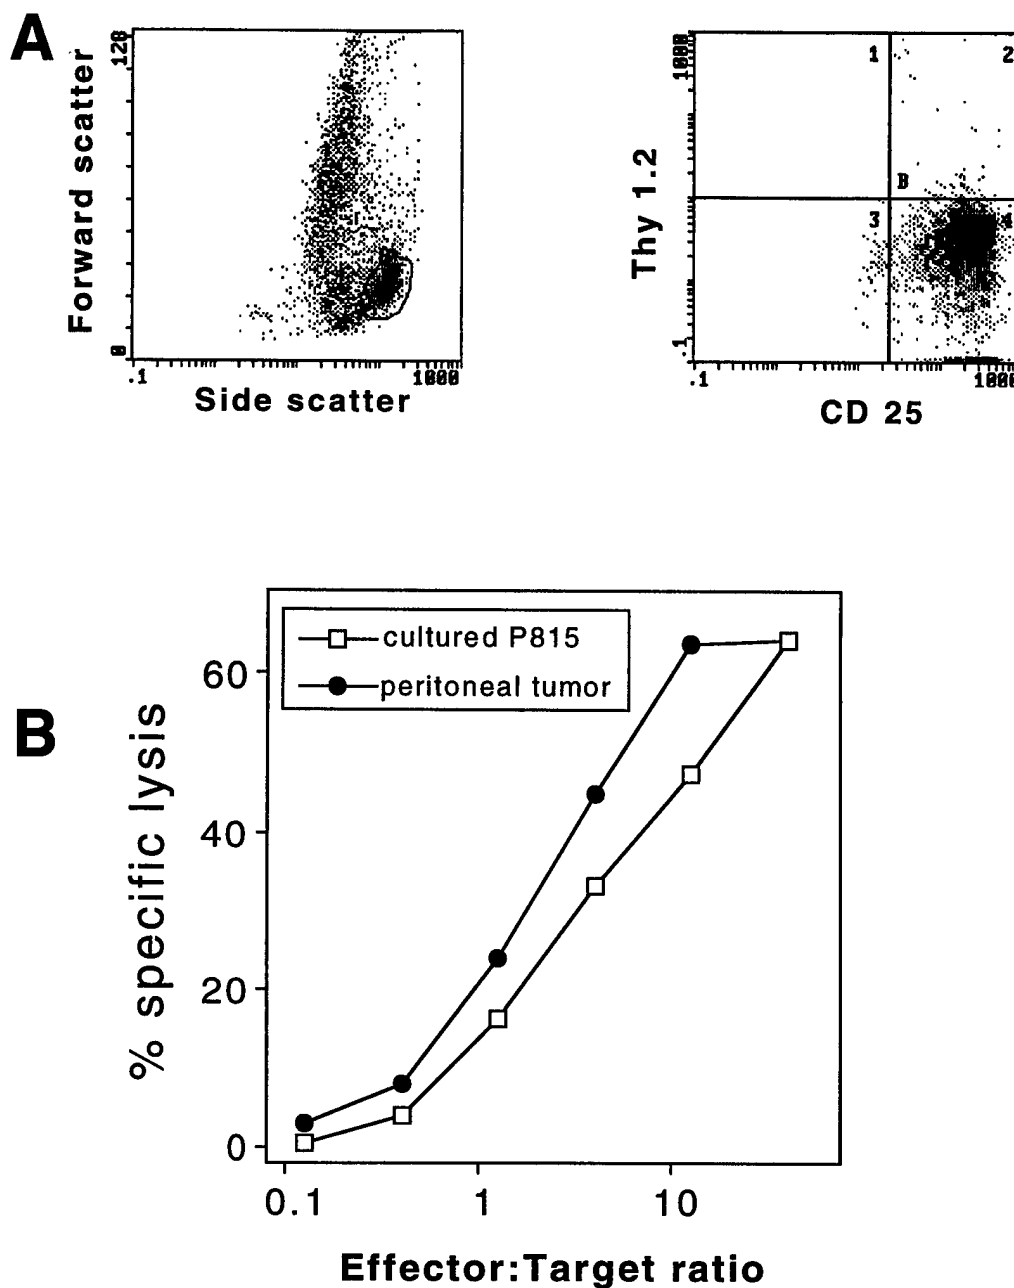 A
Forward scatter
128
0
.1
1000
Side scatter
Thy 1.2
1000
.1
1
2
B
3
4
.1
1000
CD 25
B
cultured P815
peritoneal tumor
% specific lysis
60
40
20
0
0.1
1
10
Effector:Target ratio